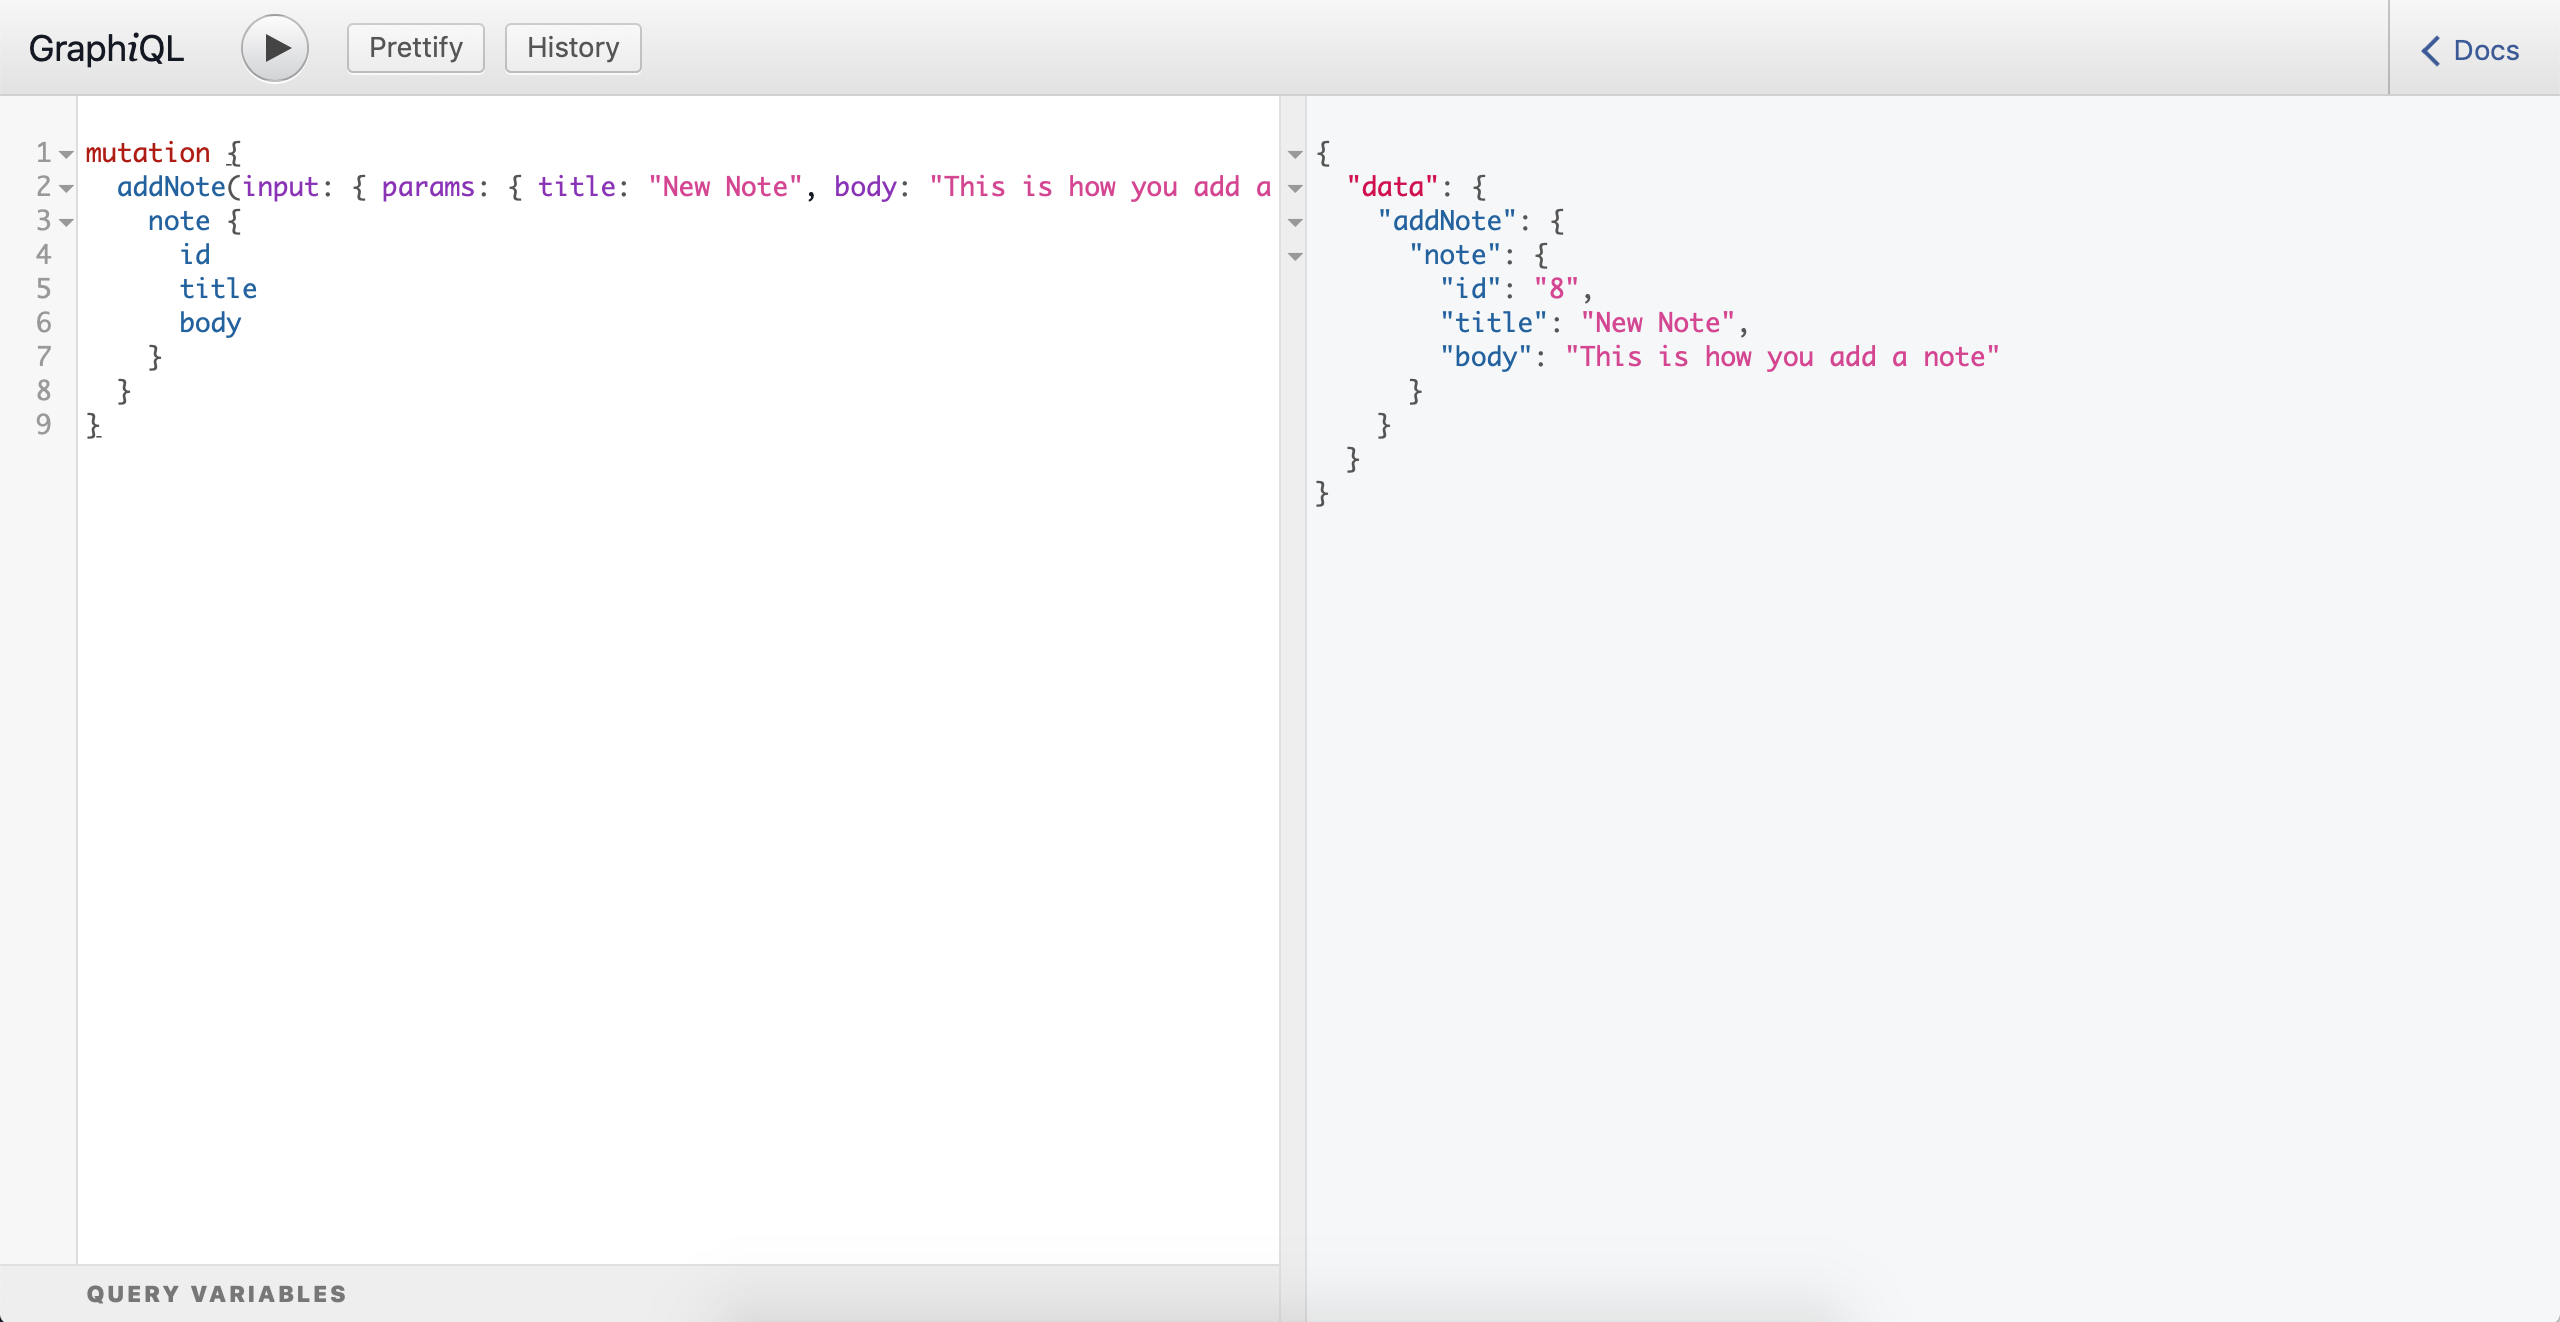 GraphiQL Prettify History Docs
1 mutation {
2   addNote(input: { params: { title: "New Note", body: "This is how you add a
3     note {
4       id
5       title
6       body
7     }
8   }
9 }
{
  "data": {
    "addNote": {
      "note": {
        "id": "8",
        "title": "New Note",
        "body": "This is how you add a note"
      }
    }
  }
}
QUERY VARIABLES